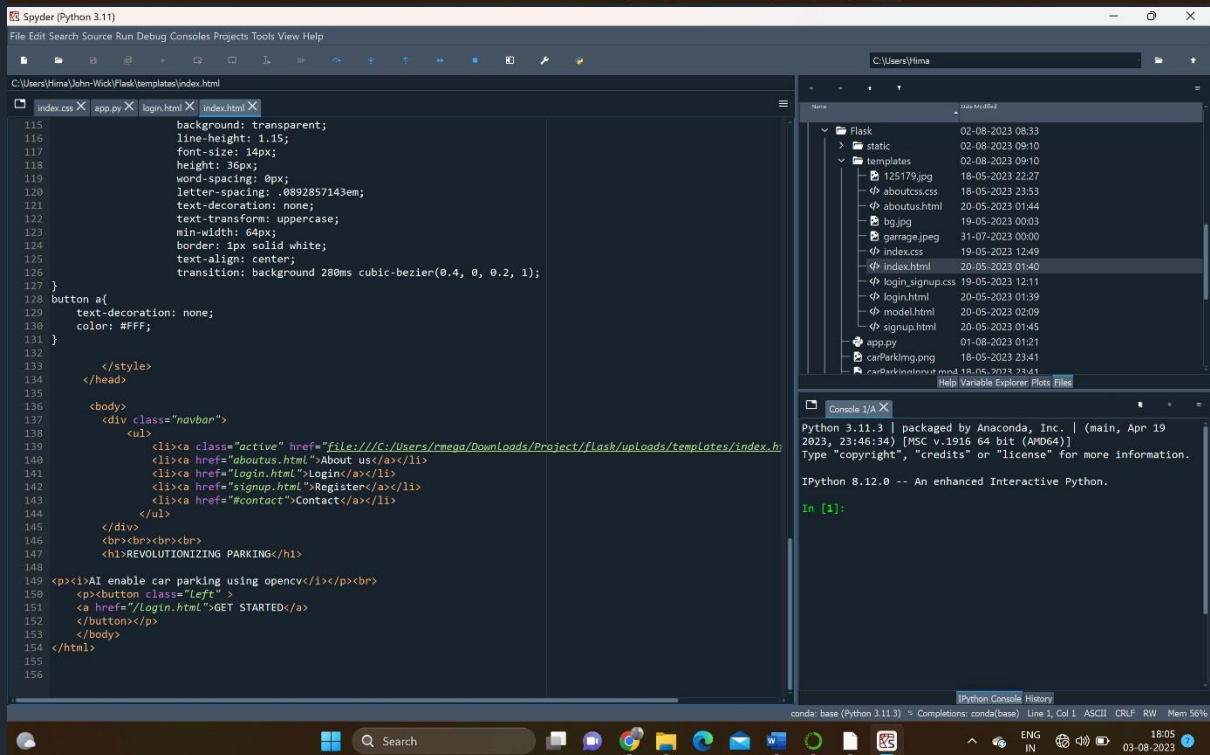 Spyder (Python 3.11)
File Edit Search Source Run Debug Consoles Projects Tools View Help
C:\Users\Hima
C:\Users\Hima\John-Wick\Flask\templates\index.html
index.css app.py login.html index.html
115 background: transparent;
116 line-height: 1.15;
117 font-size: 14px;
118 height: 36px;
119 word-spacing: 0px;
120 letter-spacing: .0892857143em;
121 text-decoration: none;
122 text-transform: uppercase;
123 min-width: 64px;
124 border: 1px solid white;
125 text-align: center;
126 transition: background 280ms cubic-bezier(0.4, 0, 0.2, 1);
127 }
128 button a{
129 text-decoration: none;
130 color: #FFF;
131 }
132
133 </style>
134 </head>
135
136 <body>
137 <div class="navbar">
138 <ul>
139 <li><a class="active" href="file:///C:/Users/rmega/Downloads/Project/flask/uploads/templates/index.h
140 <li><a href="aboutus.html">About us</a></li>
141 <li><a href="login.html">Login</a></li>
142 <li><a href="signup.html">Register</a></li>
143 <li><a href="#contact">Contact</a></li>
144 </ul>
145 </div>
146 <br><br><br><br>
147 <h1>REVOLUTIONIZING PARKING</h1>
148
149 <p><i>AI enable car parking using opencv</i></p><br>
150 <p><button class="left" >
151 <a href="/login.html">GET STARTED</a>
152 </button></p>
153 </body>
154 </html>
155
156
Name Date Modified
Flask 02-08-2023 08:33
static 02-08-2023 09:10
templates 02-08-2023 09:10
125179.jpg 18-05-2023 22:27
aboutcss.css 18-05-2023 23:53
aboutus.html 20-05-2023 01:44
bg.jpg 19-05-2023 00:03
garrage.jpeg 31-07-2023 00:00
index.css 19-05-2023 12:49
index.html 20-05-2023 01:40
login_signup.css 19-05-2023 12:11
login.html 20-05-2023 01:39
model.html 20-05-2023 02:09
signup.html 20-05-2023 01:45
app.py 01-08-2023 01:21
carParkImg.png 18-05-2023 23:41
carParkingInput.mp4 18-05-2023 23:41
Help Variable Explorer Plots Files
Console 1/A
Python 3.11.3 | packaged by Anaconda, Inc. | (main, Apr 19
2023, 23:46:34) [MSC v.1916 64 bit (AMD64)]
Type "copyright", "credits" or "license" for more information.
IPython 8.12.0 -- An enhanced Interactive Python.
In [1]:
IPython Console History
conda: base (Python 3.11.3) Completions: conda(base) Line 1, Col 1 ASCII CRLF RW Mem 56%
Search
ENG
IN
18:05
03-08-2023
7